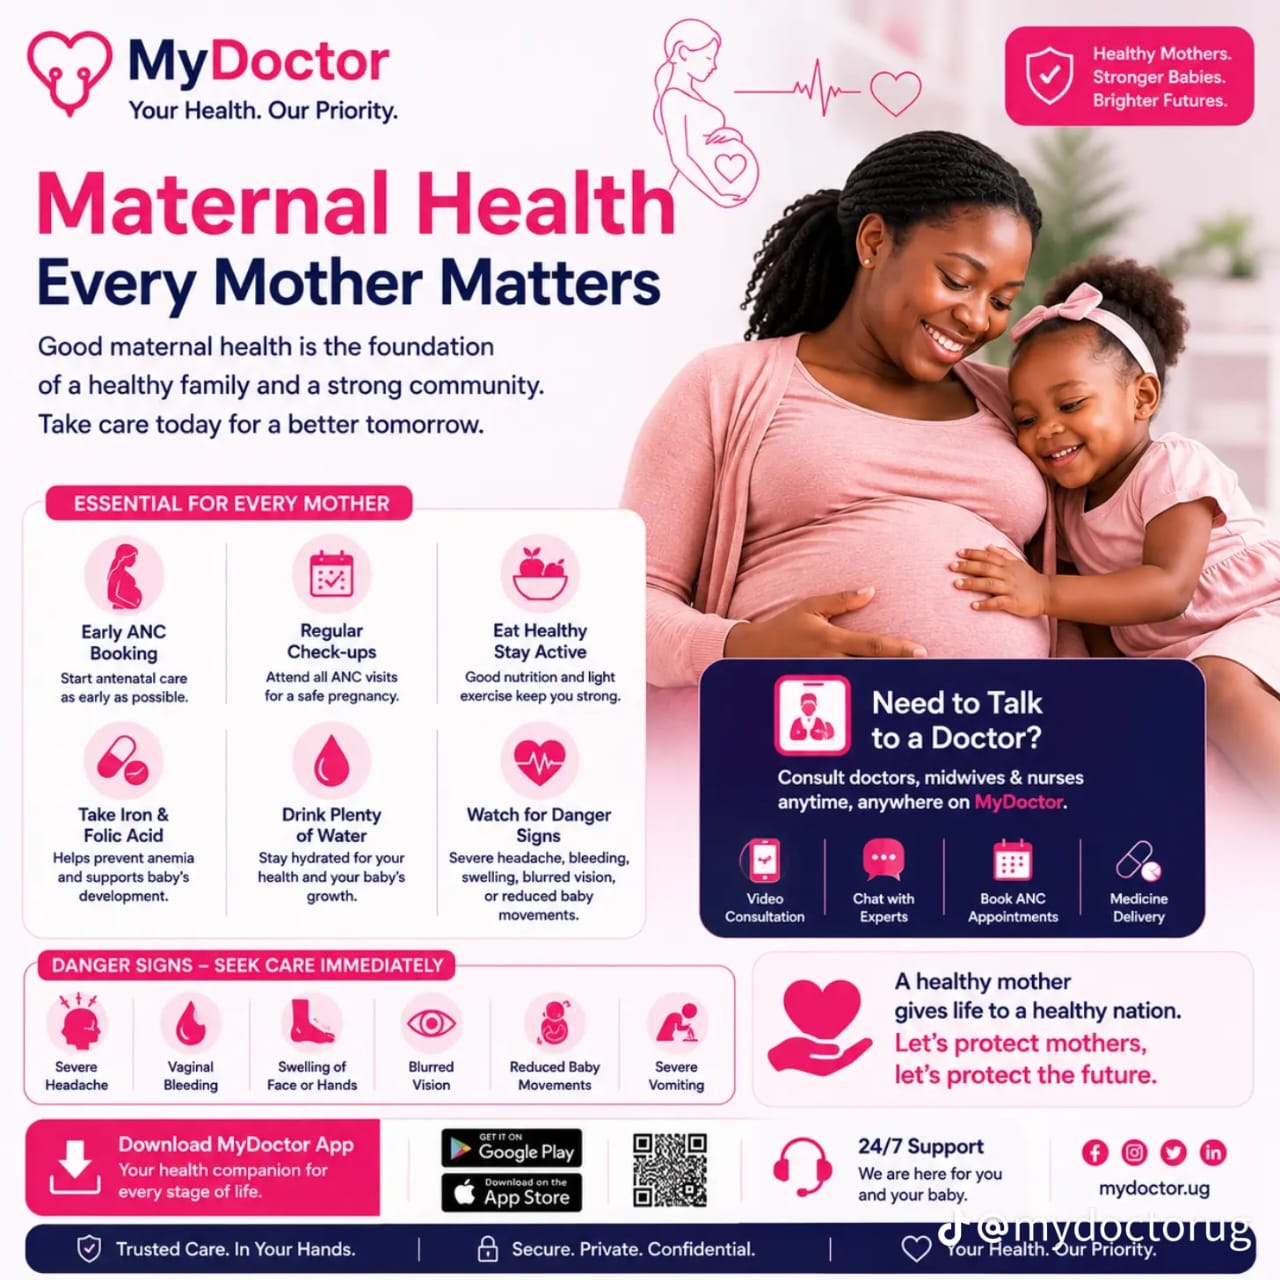 MyDoctor
Your Health. Our Priority.
Healthy Mothers.
Stronger Babies.
Brighter Futures.
Maternal Health
Every Mother Matters
Good maternal health is the foundation
of a healthy family and a strong community.
Take care today for a better tomorrow.
ESSENTIAL FOR EVERY MOTHER
Early ANC
Booking
Start antenatal care
as early as possible.
Regular
Check-ups
Attend all ANC visits
for a safe pregnancy.
Eat Healthy
Stay Active
Good nutrition and light
exercise keep you strong.
Take Iron &
Folic Acid
Helps prevent anemia
and supports baby's
development.
Drink Plenty
of Water
Stay hydrated for your
health and your baby's
growth.
Watch for Danger
Signs
Severe headache, bleeding,
swelling, blurred vision,
or reduced baby
movements.
Need to Talk
to a Doctor?
Consult doctors, midwives & nurses
anytime, anywhere on MyDoctor.
Video
Consultation
Chat with
Experts
Book ANC
Appointments
Medicine
Delivery
DANGER SIGNS – SEEK CARE IMMEDIATELY
Severe
Headache
Vaginal
Bleeding
Swelling of
Face or Hands
Blurred
Vision
Reduced Baby
Movements
Severe
Vomiting
A healthy mother
gives life to a healthy nation.
Let's protect mothers,
let's protect the future.
Download MyDoctor App
Your health companion for
every stage of life.
GET IT ON
Google Play
Download on the
App Store
24/7 Support
We are here for you
and your baby.
mydoctor.ug
@mydoctorug
Trusted Care. In Your Hands.
Secure. Private. Confidential.
Your Health. Our Priority.